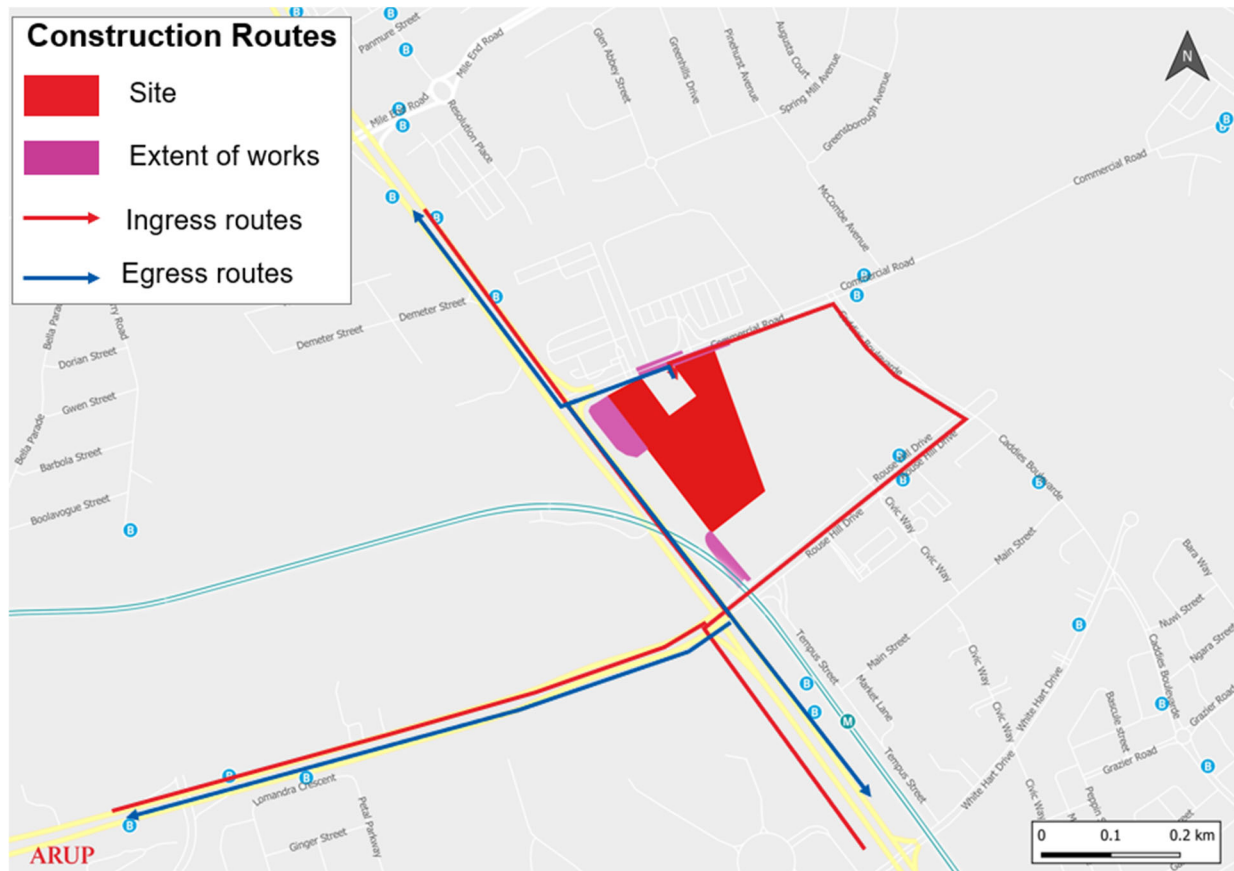 Construction Routes
Site
Extent of works
Ingress routes
Egress routes
Panmure Street
Mile End Road
Mile End Road
Resolution Place
Glen Abbey Street
Greenhills Drive
Pinehurst Avenue
Augusta Court
Spring Mill Avenue
Greensborough Avenue
N
B
Commercial Road
McCombe Avenue
Commercial Road
Commercial Road
Caddies Boulevarde
Demeter Street
Demeter Street
Bella Parade
Dorian Street
Gwen Street
Barbola Street
Bella Parade
Boolavogue Street
Rouse Hill Drive
Rouse Hill Drive
Rouse Hill Drive
Caddies Boulevarde
Civic Way
Civic Way
Main Street
Bara Way
Nuwi Street
Ngara Street
Tempus Street
Main Street
Market Lane
Civic Way
Civic Way
White Hart Drive
Caddies Boulevarde
Grazier Road
Bascule street
Grazier Road
M
Tempus Street
White Hart Drive
Civic Way
Lomandra Crescent
Petal Parkway
Ginger Street
0 0.1 0.2 km
ARUP